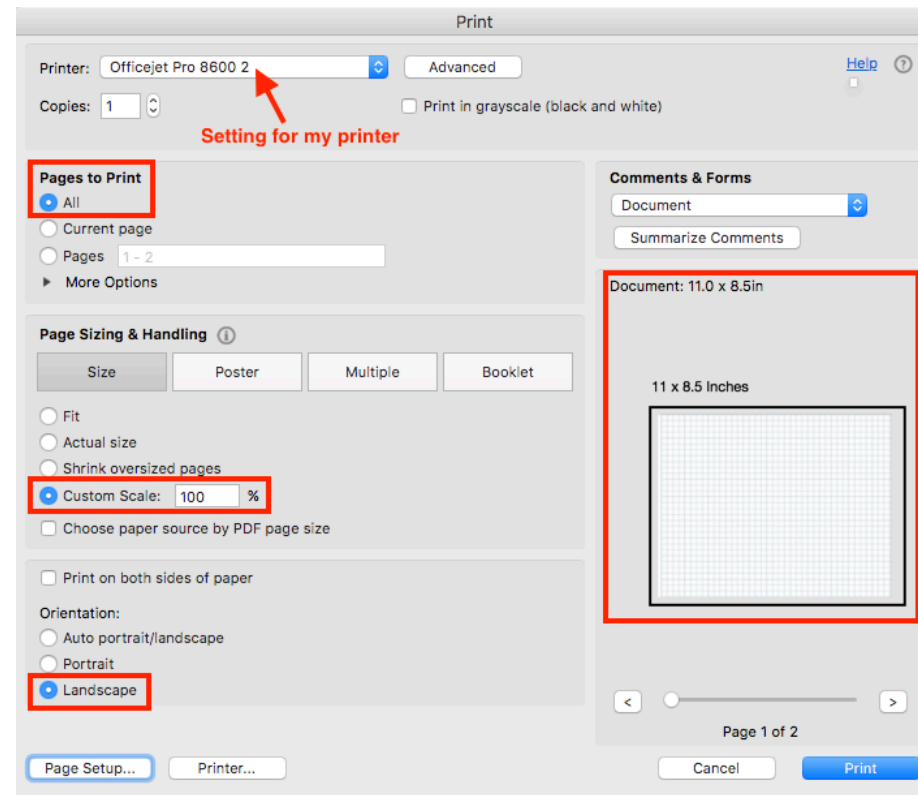 Print
Printer: Officejet Pro 8600 2 Advanced Help ?
Copies: 1 Print in grayscale (black and white)
Setting for my printer
Pages to Print
All
Current page
Pages 1 - 2
More Options
Page Sizing & Handling i
Size Poster Multiple Booklet
Fit
Actual size
Shrink oversized pages
Custom Scale: 100 %
Choose paper source by PDF page size
Print on both sides of paper
Orientation:
Auto portrait/landscape
Portrait
Landscape
Comments & Forms
Document
Summarize Comments
Document: 11.0 x 8.5in
11 x 8.5 Inches
< >
Page 1 of 2
Page Setup... Printer... Cancel Print